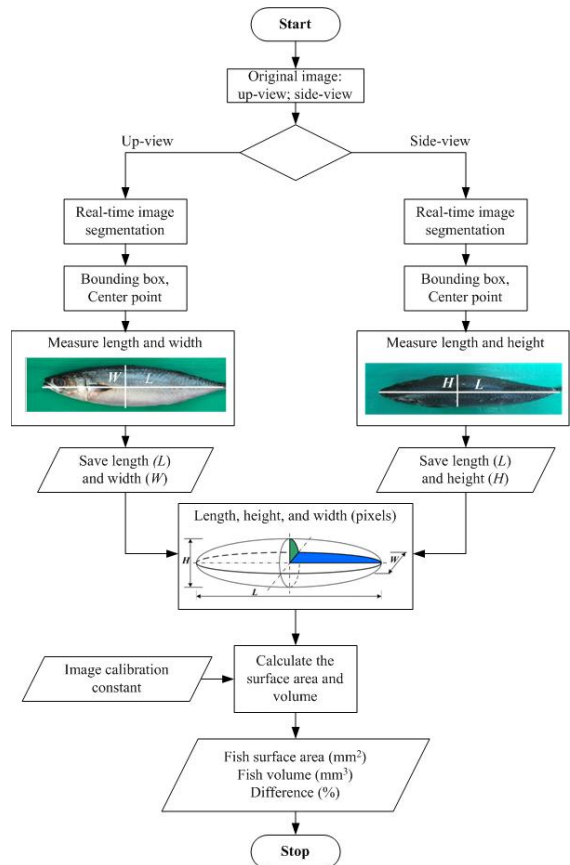 Start
Original image:
up-view; side-view
Up-view
Side-view
Real-time image
segmentation
Real-time image
segmentation
Bounding box,
Center point
Bounding box,
Center point
Measure length and width
W L
Measure length and height
H L
Save length (L)
and width (W)
Save length (L)
and height (H)
Length, height, and width (pixels)
H
W
L
Image calibration
constant
Calculate the
surface area and
volume
Fish surface area (mm²)
Fish volume (mm³)
Difference (%)
Stop